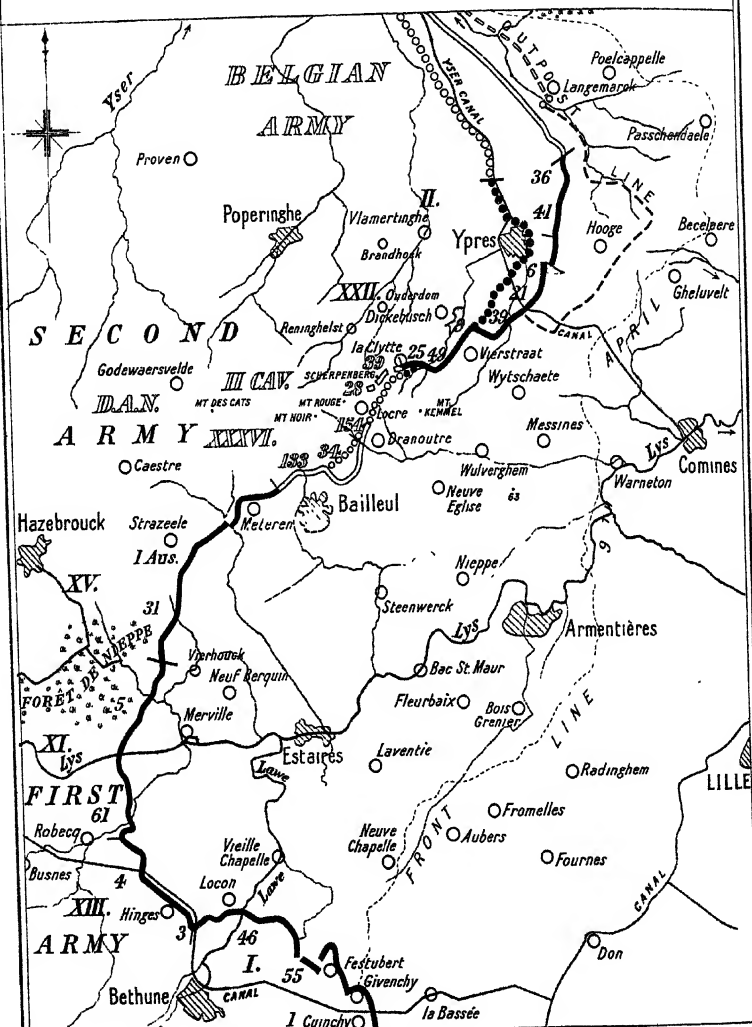 BELGIAN
ARMY
Yser
YSER CANAL
OUTPOST
LINE
Poelcappelle
Langemarck
Passchendaele
Proven
36
41
Poperinghe
Vlamertinghe
II.
Brandhoek
Ypres
Hooge
Becelaere
6
21
39
XXII.
Ouderdom
Dickebusch
Gheluvelt
SECOND
Reninghelst
CANAL
APRIL
la Clytte
25
49
Vierstraat
39
SCHERPENBERG
28
Godewaersvelde
II CAV.
Wytschaete
D.A.N.
MT DES CATS
MT ROUGE
MT NOIR
Locre
MT KEMMEL
ARMY
XXXVI.
154
Dranoutre
Messines
Lys
Comines
34
133
Wulverghem
Warneton
Caestre
Bailleul
Neuve
Eglise
63
Hazebrouck
Strazeele
Meteren
1 Aus.
9
Nieppe
XV.
31
Steenwerck
Lys
Armentières
FORÊT DE NIEPPE
5
Vierhouck
Bac St. Maur
Neuf Berquin
Fleurbaix
Bois
Grenier
Merville
XI.
Lys
Estaires
Lawe
Laventie
LINE
Radinghem
LILLE
FIRST
61
Robecq
Fromelles
Neuve
Chapelle
Aubers
FRONT
Vieille
Chapelle
Fournes
Busnes
4
Locon
Lawe
CANAL
XIII.
Hinges
3
46
ARMY
I.
55
Festubert
Givenchy
Don
Bethune
CANAL
la Bassée
1
Cuinchy